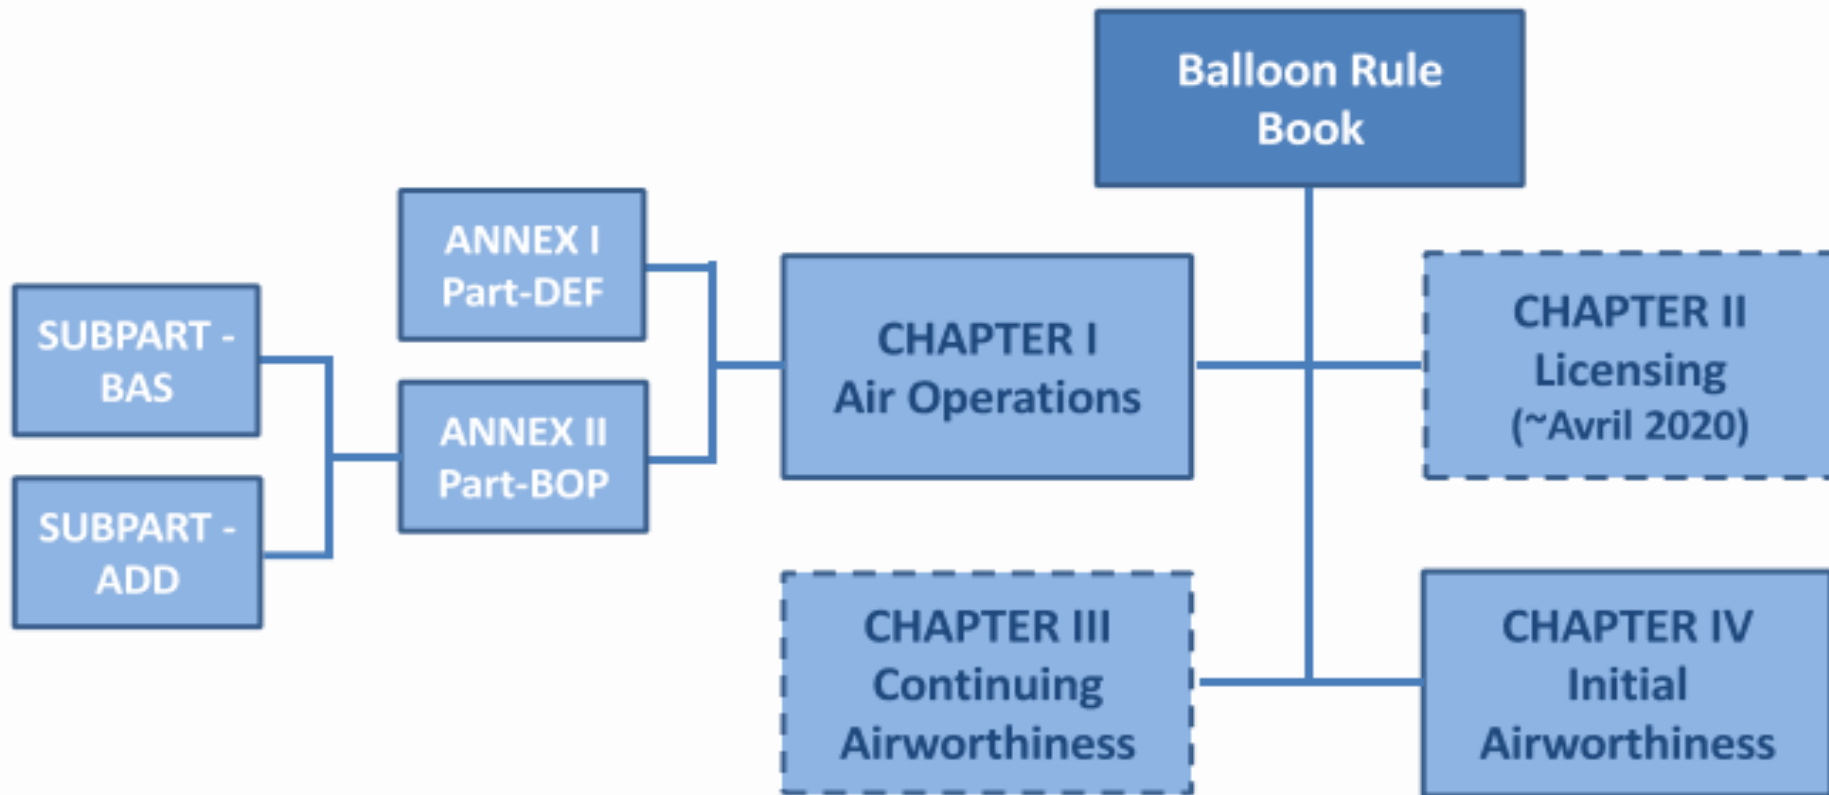 Balloon Rule
Book
ANNEX I
Part-DEF
SUBPART -
BAS
CHAPTER I
Air Operations
CHAPTER II
Licensing
(~Avril 2020)
ANNEX II
Part-BOP
SUBPART -
ADD
CHAPTER III
Continuing
Airworthiness
CHAPTER IV
Initial
Airworthiness